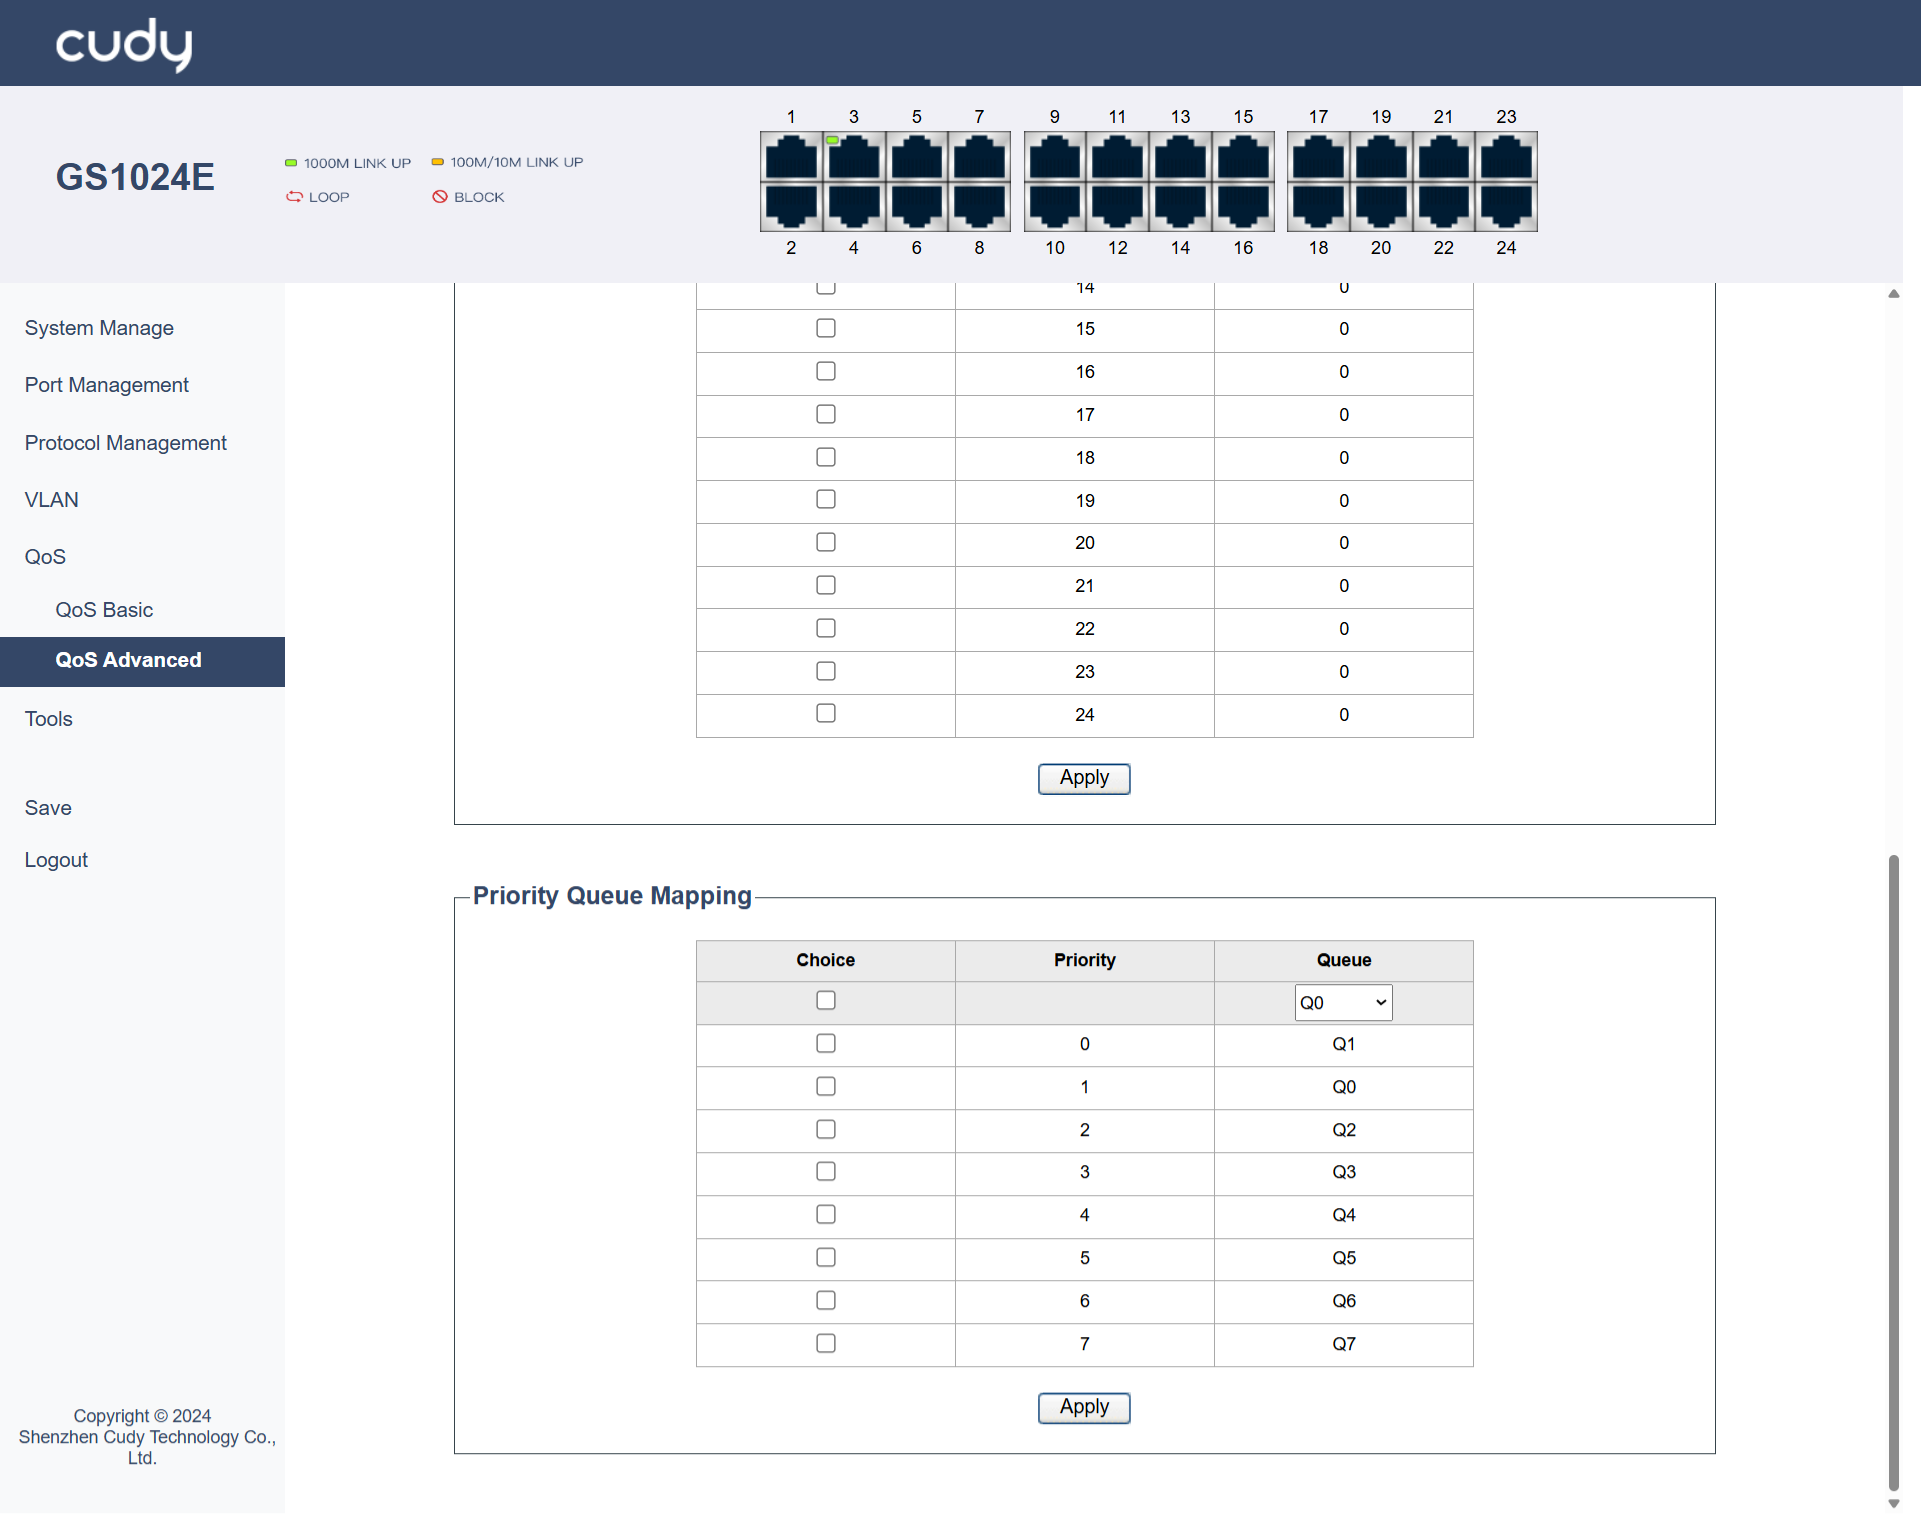 cudy
GS1024E
1000M LINK UP
100M/10M LINK UP
LOOP
BLOCK
1 3 5 7 9 11 13 15 17 19 21 23
2 4 6 8 10 12 14 16 18 20 22 24
System Manage
Port Management
Protocol Management
VLAN
QoS
QoS Basic
QoS Advanced
Tools
Save
Logout
Copyright © 2024
Shenzhen Cudy Technology Co.,
Ltd.
14 0
15 0
16 0
17 0
18 0
19 0
20 0
21 0
22 0
23 0
24 0
Apply
Priority Queue Mapping
Choice Priority Queue
Q0
0 Q1
1 Q0
2 Q2
3 Q3
4 Q4
5 Q5
6 Q6
7 Q7
Apply